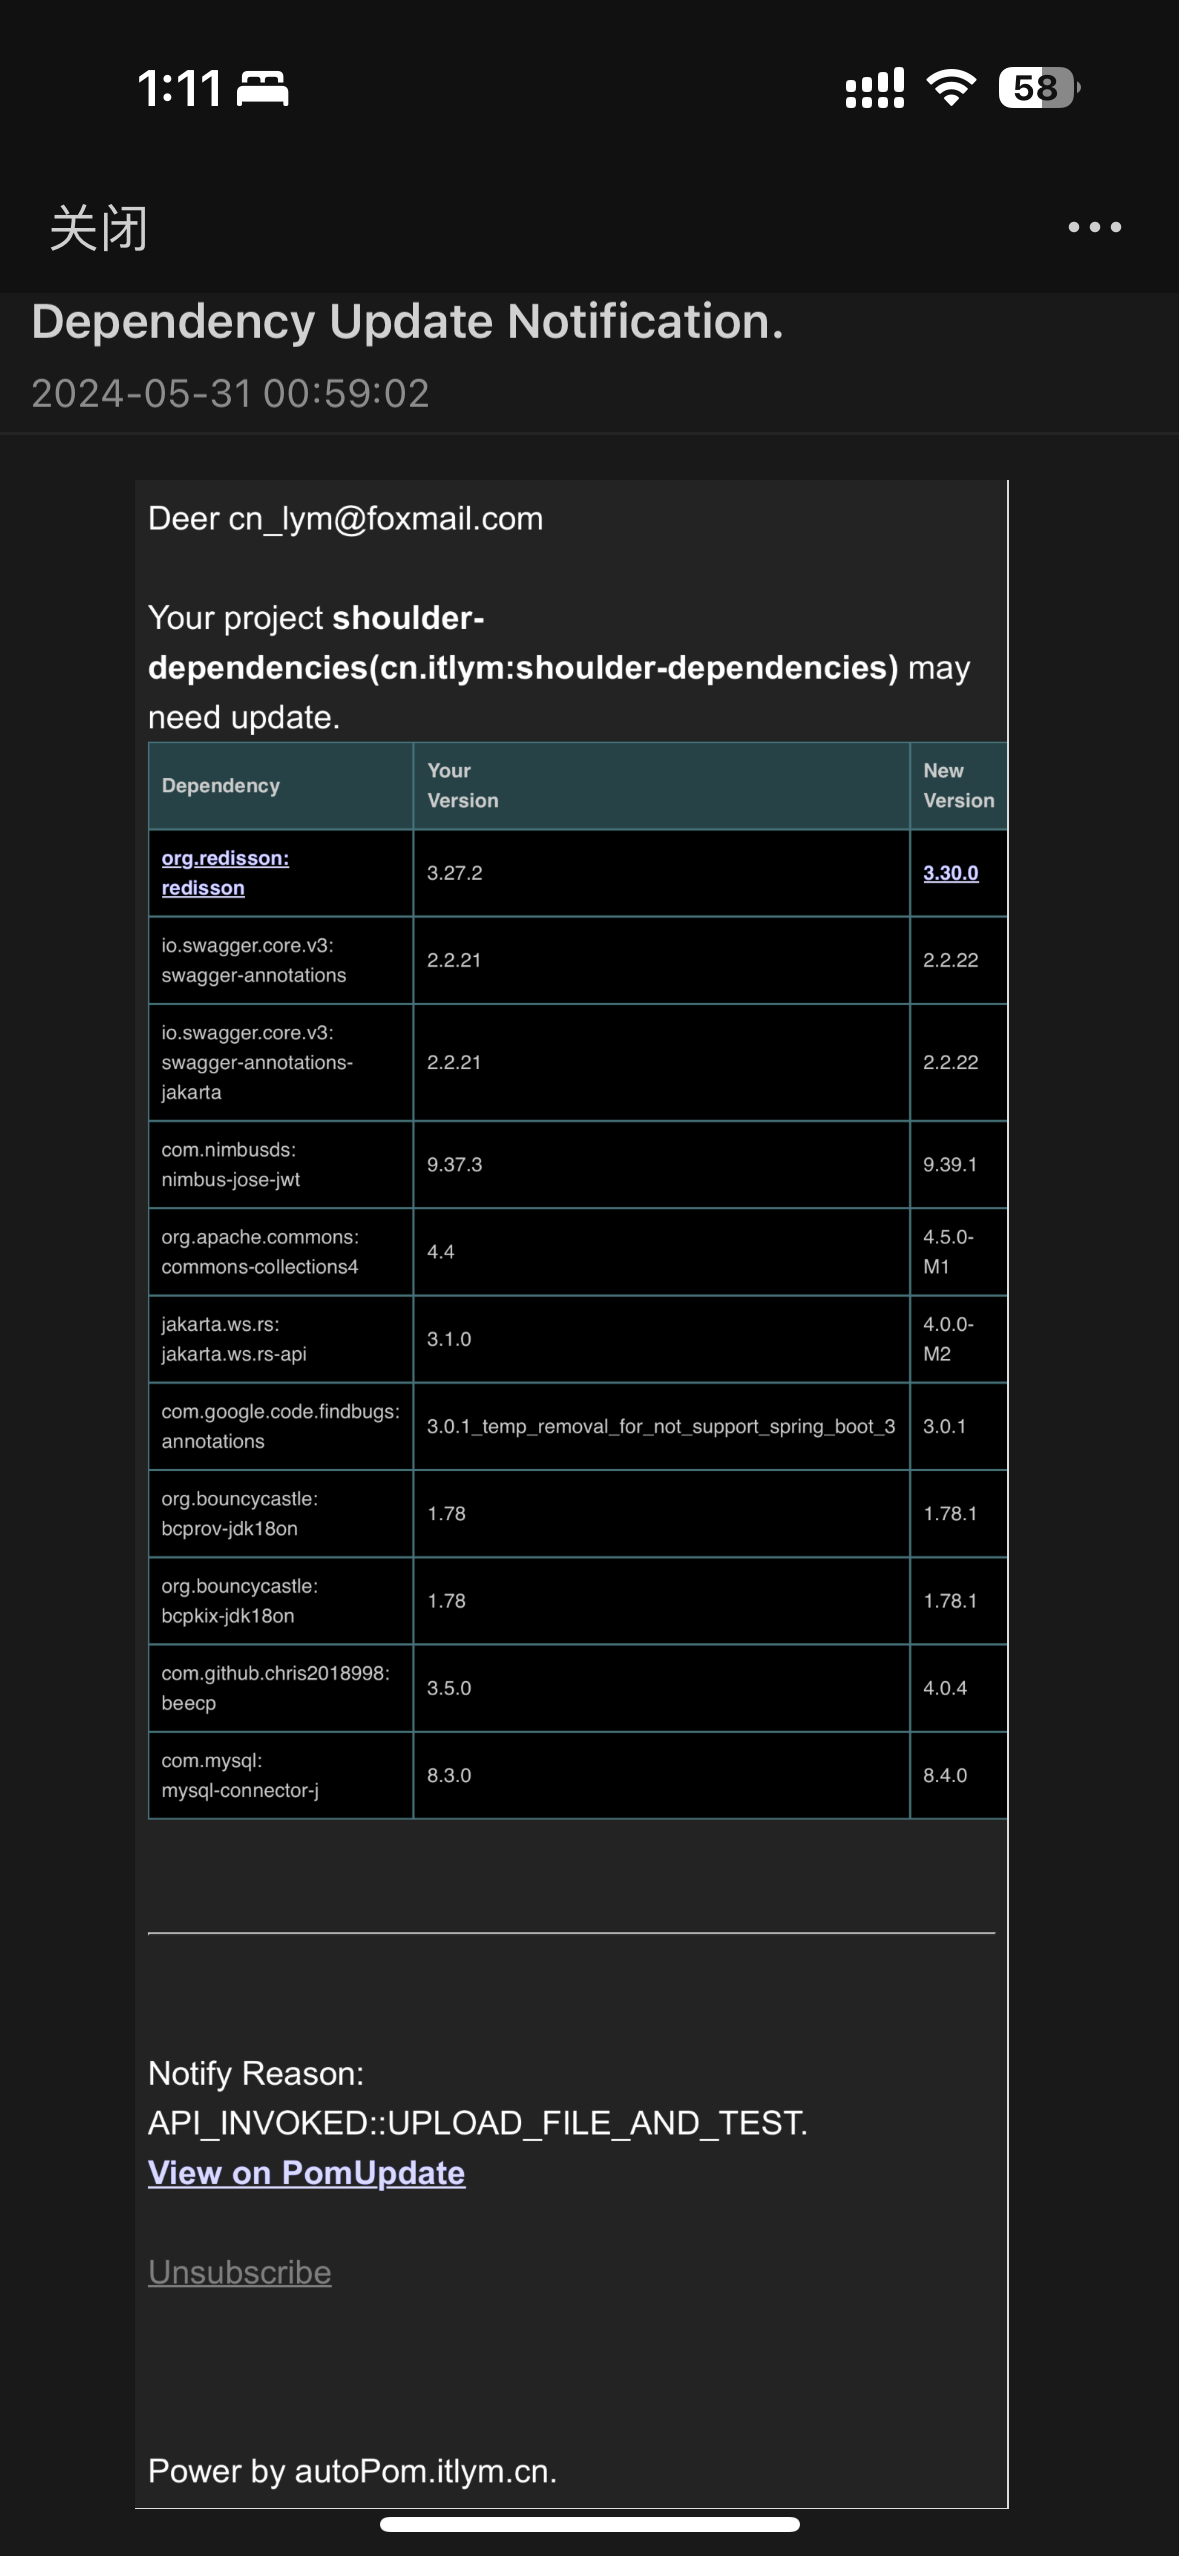 1:11
58
关闭
Dependency Update Notification.
2024-05-31 00:59:02
Deer cn_lym@foxmail.com
Your project shoulder-
dependencies(cn.itlym:shoulder-dependencies) may
need update.
Dependency
Your
Version
New
Version
org.redisson:
redisson
3.27.2
3.30.0
io.swagger.core.v3:
swagger-annotations
2.2.21
2.2.22
io.swagger.core.v3:
swagger-annotations-
jakarta
2.2.21
2.2.22
com.nimbusds:
nimbus-jose-jwt
9.37.3
9.39.1
org.apache.commons:
commons-collections4
4.4
4.5.0-
M1
jakarta.ws.rs:
jakarta.ws.rs-api
3.1.0
4.0.0-
M2
com.google.code.findbugs:
annotations
3.0.1_temp_removal_for_not_support_spring_boot_3
3.0.1
org.bouncycastle:
bcprov-jdk18on
1.78
1.78.1
org.bouncycastle:
bcpkix-jdk18on
1.78
1.78.1
com.github.chris2018998:
beecp
3.5.0
4.0.4
com.mysql:
mysql-connector-j
8.3.0
8.4.0
Notify Reason:
API_INVOKED::UPLOAD_FILE_AND_TEST.
View on PomUpdate
Unsubscribe
Power by autoPom.itlym.cn.